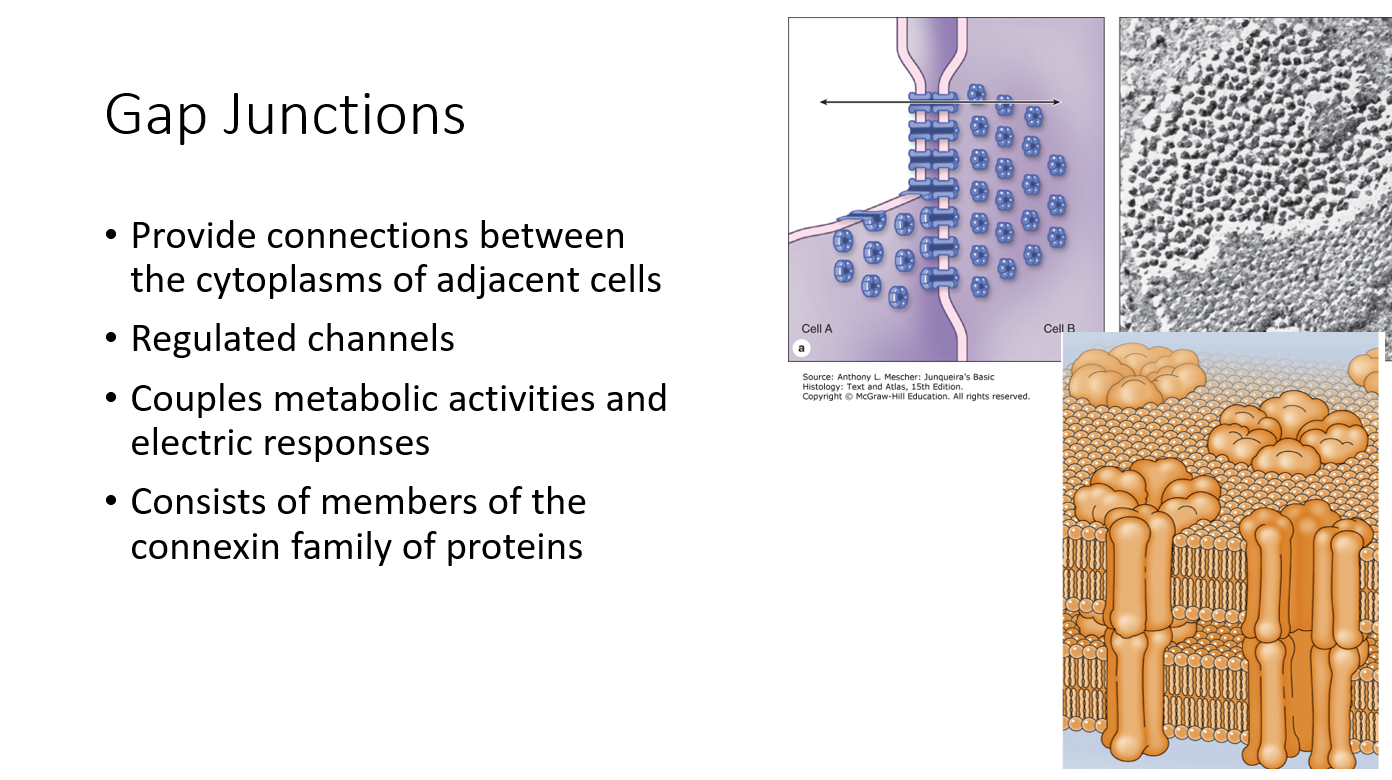 Gap Junctions
• Provide connections between
the cytoplasms of adjacent cells
• Regulated channels
• Couples metabolic activities and
electric responses
• Consists of members of the
connexin family of proteins
Cell A
Cell B
a
Source: Anthony L. Mescher: Junqueira's Basic
Histology: Text and Atlas, 15th Edition.
Copyright © McGraw-Hill Education. All rights reserved.